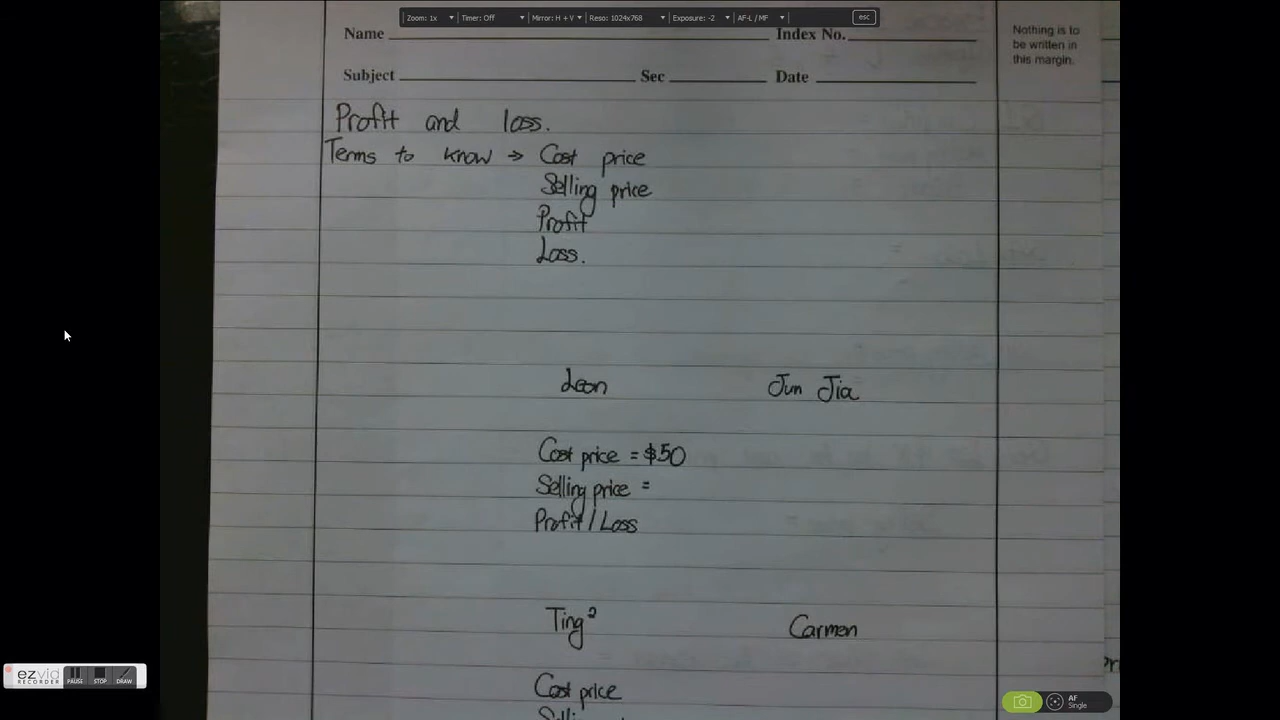 Zoom: 1x Timer: Off Mirror: H + V Reso: 1024x768 Exposure: -2 AF-L / MF esc
Name Index No.
Nothing is to
be written in
this margin.
Subject Sec Date
Profit and loss.
Terms to know → Cost price
Selling price
Profit
Loss.
Leon Jun Jia
Cost price = $50
Selling price =
Profit / Loss
Ting² Carmen
Cost price
ezvid
RECORDER
PAUSE STOP DRAW
AF
Single